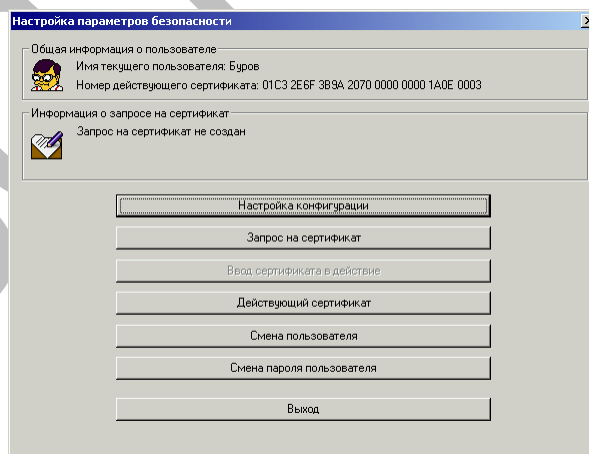 Настройка параметров безопасности
Общая информация о пользователе
Имя текущего пользователя: Буров
Номер действующего сертификата: 01C3 2E6F 3B9A 2070 0000 0000 1A0E 0003
Информация о запросе на сертификат
Запрос на сертификат не создан
Настройка конфигурации
Запрос на сертификат
Ввод сертификата в действие
Действующий сертификат
Смена пользователя
Смена пароля пользователя
Выход